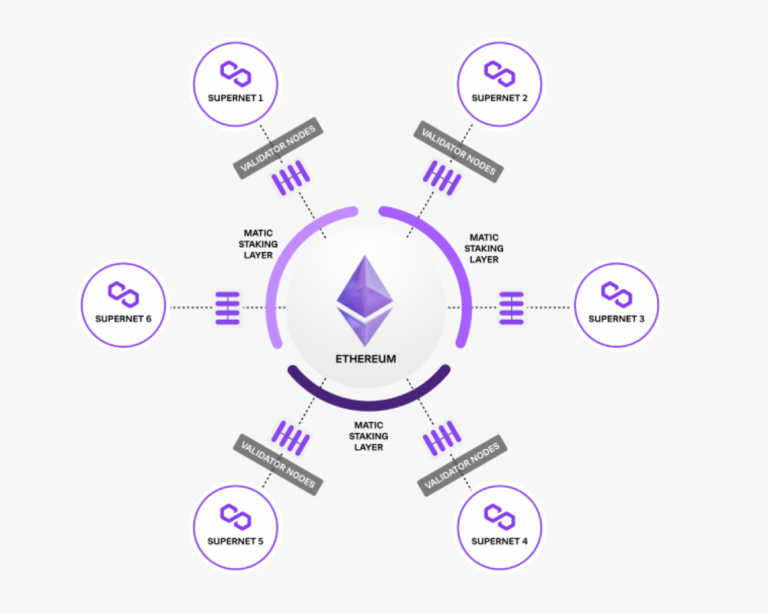 SUPERNET 1
SUPERNET 2
VALIDATOR NODES
VALIDATOR NODES
MATIC
STAKING
LAYER
MATIC
STAKING
LAYER
SUPERNET 6
SUPERNET 3
ETHEREUM
MATIC
STAKING
LAYER
VALIDATOR NODES
VALIDATOR NODES
SUPERNET 5
SUPERNET 4